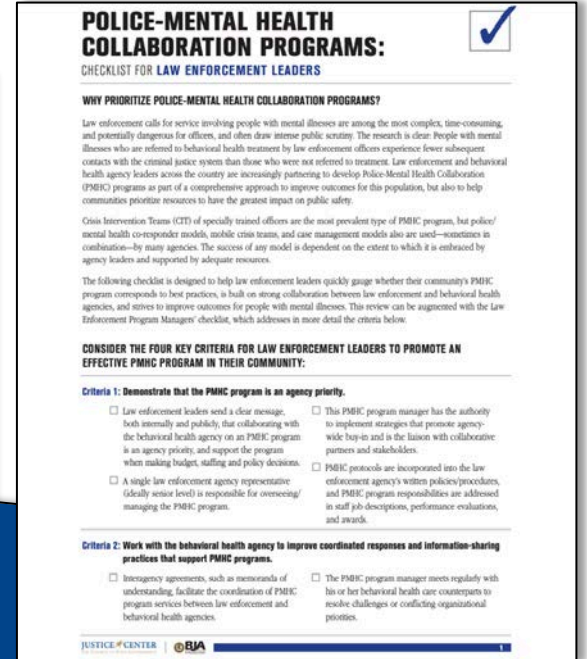 POLICE-MENTAL HEALTH
COLLABORATION PROGRAMS:
CHECKLIST FOR LAW ENFORCEMENT LEADERS
WHY PRIORITIZE POLICE-MENTAL HEALTH COLLABORATION PROGRAMS?
Law enforcement calls for service involving people with mental illnesses are among the most complex, time-consuming,
and potentially dangerous for officers, and often draw intense public scrutiny. The research is clear: People with mental
illnesses who are referred to behavioral health treatment by law enforcement officers experience fewer subsequent
contacts with the criminal justice system than those who were not referred to treatment. Law enforcement and behavioral
health agency leaders across the country are increasingly partnering to develop Police-Mental Health Collaboration
(PMHC) programs as part of a comprehensive approach to improve outcomes for this population, but also to help
communities prioritize resources to have the greatest impact on public safety.
Crisis Intervention Teams (CIT) of specially trained officers are the most prevalent type of PMHC program, but police/
mental health co-responder models, mobile crisis teams, and case management models also are used—sometimes in
combination—by many agencies. The success of any model is dependent on the extent to which it is embraced by
agency leaders and supported by adequate resources.
The following checklist is designed to help law enforcement leaders quickly gauge whether their community's PMHC
program corresponds to best practices, is built on strong collaboration between law enforcement and behavioral health
agencies, and strives to improve outcomes for people with mental illnesses. This review can be augmented with the Law
Enforcement Program Managers' checklist, which addresses in more detail the criteria below.
CONSIDER THE FOUR KEY CRITERIA FOR LAW ENFORCEMENT LEADERS TO PROMOTE AN
EFFECTIVE PMHC PROGRAM IN THEIR COMMUNITY:
Criteria 1: Demonstrate that the PMHC program is an agency priority.
Law enforcement leaders send a clear message,
both internally and publicly, that collaborating with
the behavioral health agency on an PMHC program
is an agency priority, and support the program
when making budget, staffing and policy decisions.
A single law enforcement agency representative
(ideally senior level) is responsible for overseeing/
managing the PMHC program.
This PMHC program manager has the authority
to implement strategies that promote agency-
wide buy-in and is the liaison with collaborative
partners and stakeholders.
PMHC protocols are incorporated into the law
enforcement agency's written policies/procedures,
and PMHC program responsibilities are addressed
in staff job descriptions, performance evaluations,
and awards.
Criteria 2: Work with the behavioral health agency to improve coordinated responses and information-sharing
practices that support PMHC programs.
Interagency agreements, such as memoranda of
understanding, facilitate the coordination of PMHC
program services between law enforcement and
behavioral health agencies.
The PMHC program manager meets regularly with
his or her behavioral health care counterparts to
resolve challenges or conflicting organizational
priorities.
JUSTICE CENTER BJA 1